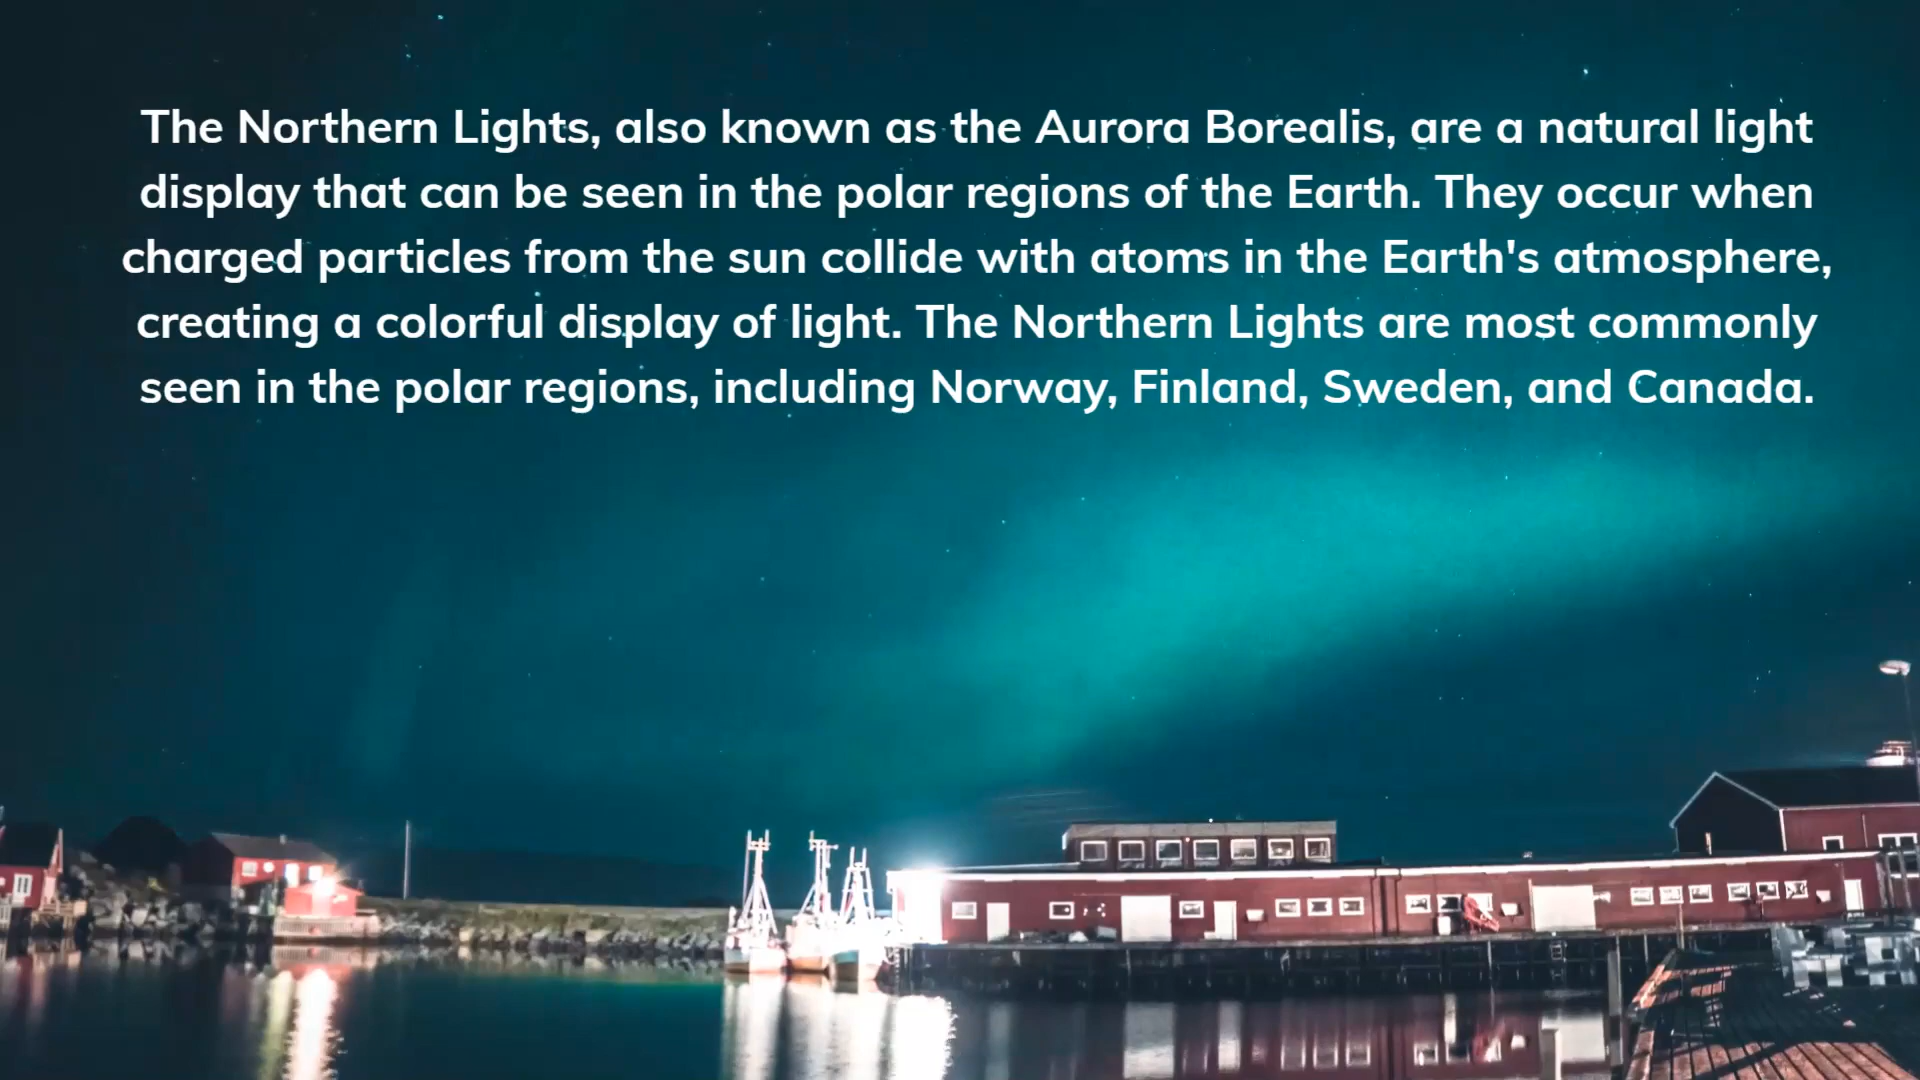 The Northern Lights, also known as the Aurora Borealis, are a natural light
display that can be seen in the polar regions of the Earth. They occur when
charged particles from the sun collide with atoms in the Earth's atmosphere,
creating a colorful display of light. The Northern Lights are most commonly
seen in the polar regions, including Norway, Finland, Sweden, and Canada.